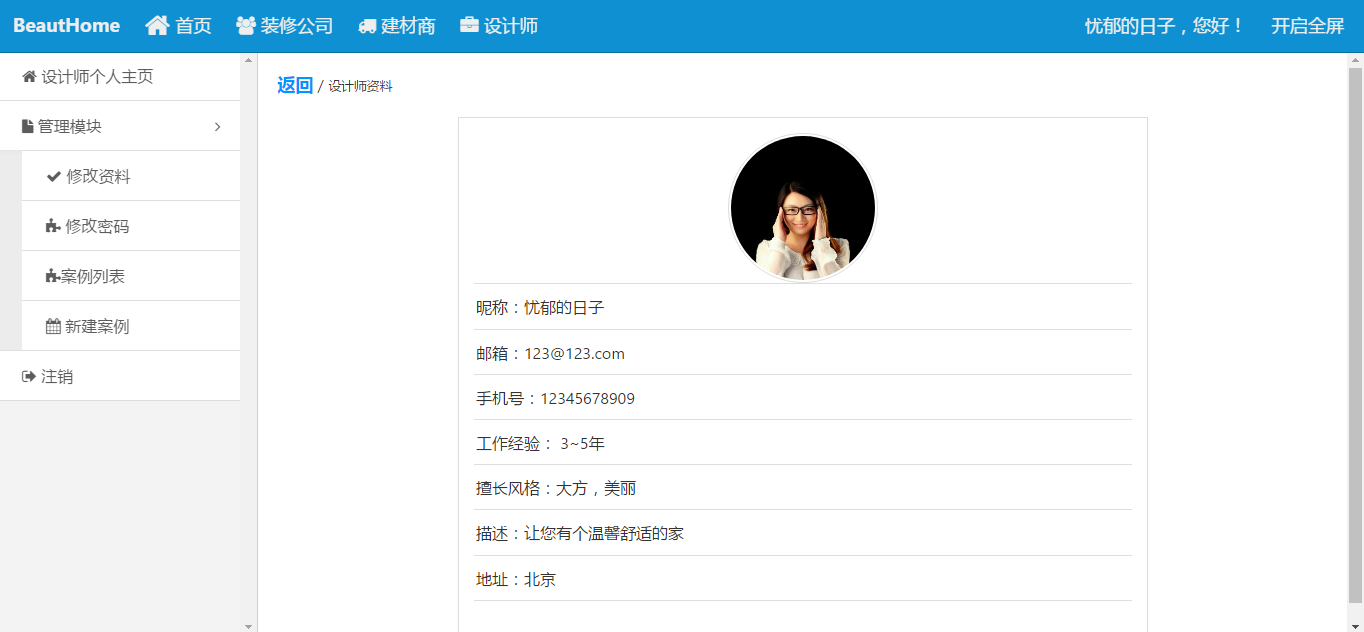 BeautHome 首页 装修公司 建材商 设计师 忧郁的日子，您好！ 开启全屏
设计师个人主页
管理模块
修改资料
修改密码
案例列表
新建案例
注销
返回 / 设计师资料
昵称：忧郁的日子
邮箱：123@123.com
手机号：12345678909
工作经验： 3~5年
擅长风格：大方，美丽
描述：让您有个温馨舒适的家
地址：北京